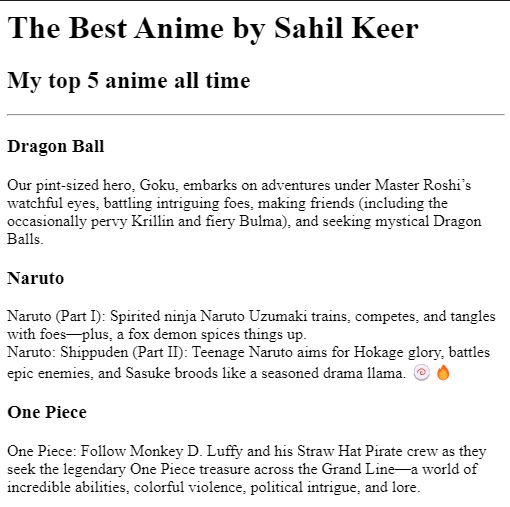 The Best Anime by Sahil Keer
My top 5 anime all time
Dragon Ball
Our pint-sized hero, Goku, embarks on adventures under Master Roshi’s
watchful eyes, battling intriguing foes, making friends (including the
occasionally pervy Krillin and fiery Bulma), and seeking mystical Dragon
Balls.
Naruto
Naruto (Part I): Spirited ninja Naruto Uzumaki trains, competes, and tangles
with foes—plus, a fox demon spices things up.
Naruto: Shippuden (Part II): Teenage Naruto aims for Hokage glory, battles
epic enemies, and Sasuke broods like a seasoned drama llama. 🍥🔥
One Piece
One Piece: Follow Monkey D. Luffy and his Straw Hat Pirate crew as they
seek the legendary One Piece treasure across the Grand Line—a world of
incredible abilities, colorful violence, political intrigue, and lore.